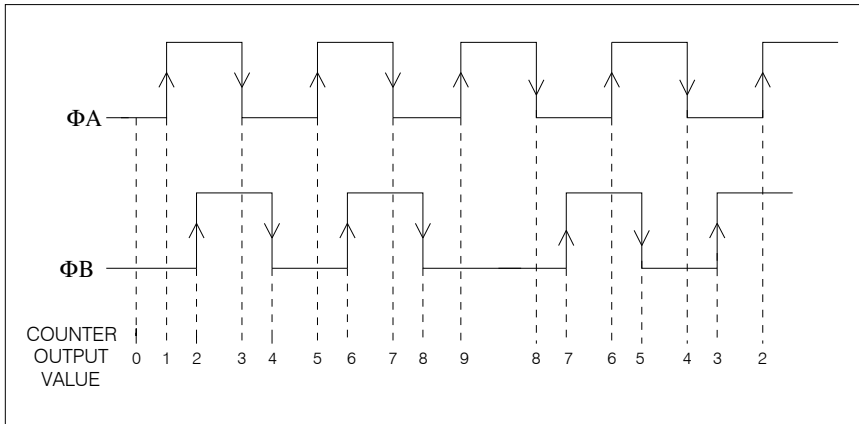 ΦA
ΦB
COUNTER
OUTPUT
VALUE
0 1 2 3 4 5 6 7 8 9 8 7 6 5 4 3 2